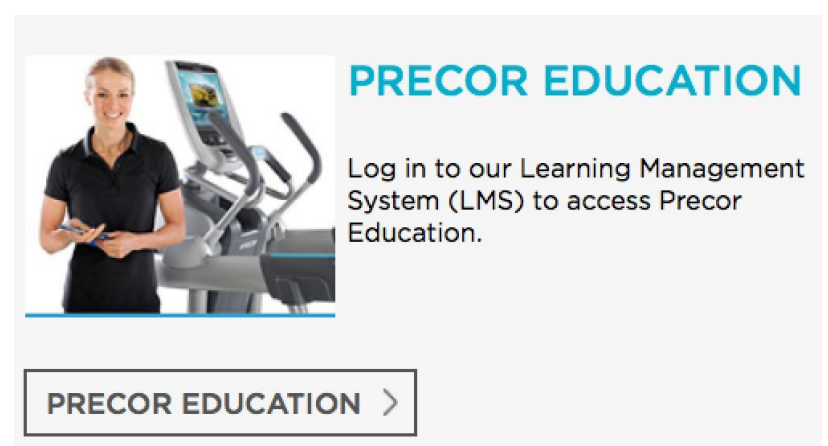 PRECOR EDUCATION
Log in to our Learning Management
System (LMS) to access Precor
Education.
PRECOR EDUCATION